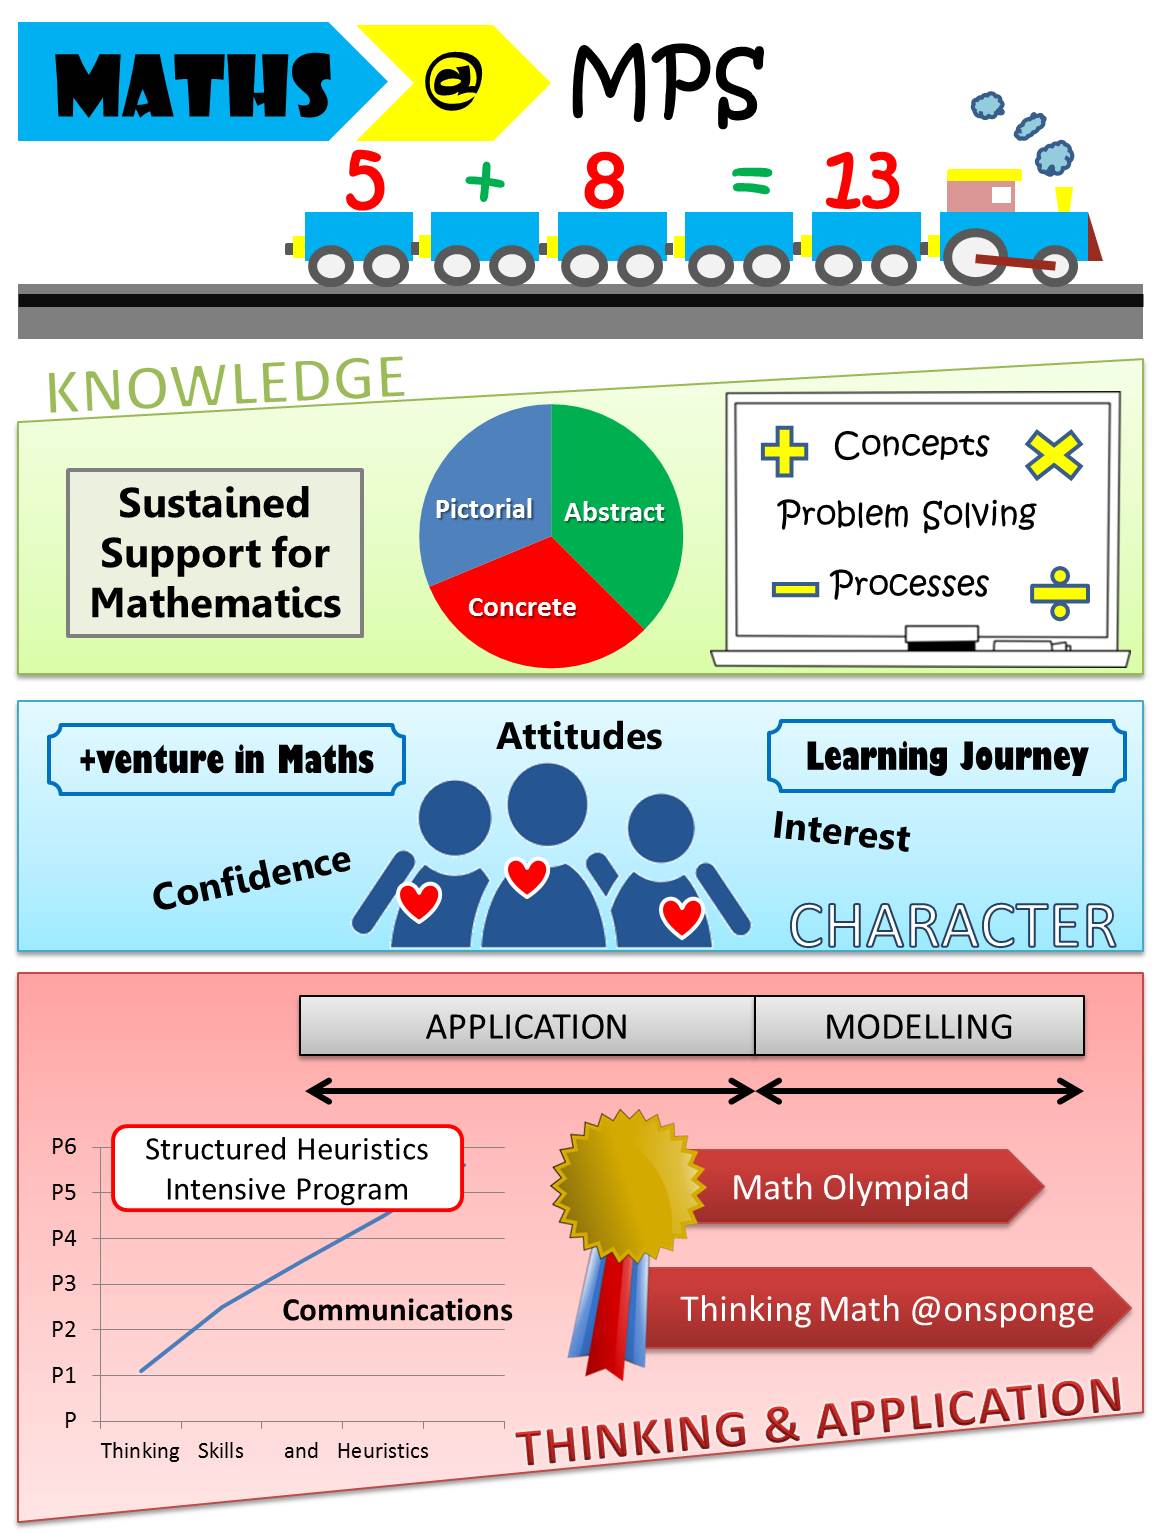 MATHS @ MPS
5 + 8 = 13
KNOWLEDGE
Sustained
Support for
Mathematics
Pictorial
Abstract
Concrete
Concepts
Problem Solving
Processes
+venture in Maths
Attitudes
Learning Journey
Confidence
Interest
CHARACTER
APPLICATION
MODELLING
Structured Heuristics
Intensive Program
P6
P5
P4
P3
P2
P1
P
Communications
Thinking Skills and Heuristics
Math Olympiad
Thinking Math @onsponge
THINKING & APPLICATION